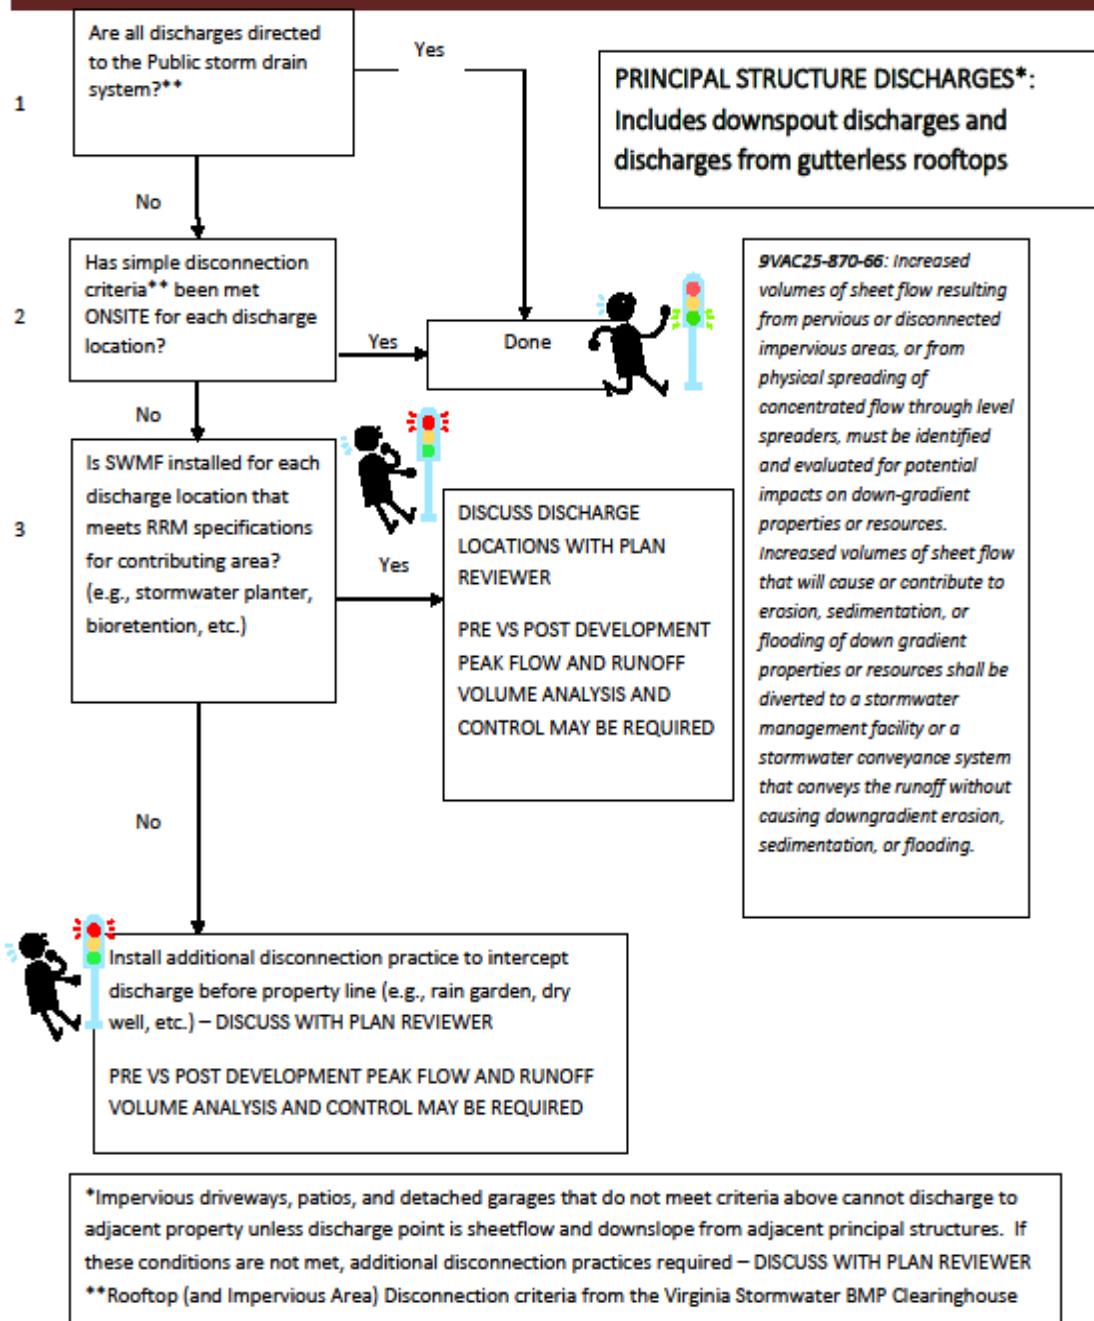 Are all discharges directed
to the Public storm drain
system?**
Yes
1
PRINCIPAL STRUCTURE DISCHARGES*:
Includes downspout discharges and
discharges from gutterless rooftops
No
Has simple disconnection
criteria** been met
ONSITE for each discharge
location?
2
Yes
Done
No
9VAC25-870-66: Increased
volumes of sheet flow resulting
from pervious or disconnected
impervious areas, or from
physical spreading of
concentrated flow through level
spreaders, must be identified
and evaluated for potential
impacts on down-gradient
properties or resources.
Increased volumes of sheet flow
that will cause or contribute to
erosion, sedimentation, or
flooding of down gradient
properties or resources shall be
diverted to a stormwater
management facility or a
stormwater conveyance system
that conveys the runoff without
causing downgradient erosion,
sedimentation, or flooding.
Is SWMF installed for each
discharge location that
meets RRM specifications
for contributing area?
(e.g., stormwater planter,
bioretention, etc.)
3
Yes
DISCUSS DISCHARGE
LOCATIONS WITH PLAN
REVIEWER
PRE VS POST DEVELOPMENT
PEAK FLOW AND RUNOFF
VOLUME ANALYSIS AND
CONTROL MAY BE REQUIRED
No
Install additional disconnection practice to intercept
discharge before property line (e.g., rain garden, dry
well, etc.) – DISCUSS WITH PLAN REVIEWER
PRE VS POST DEVELOPMENT PEAK FLOW AND RUNOFF
VOLUME ANALYSIS AND CONTROL MAY BE REQUIRED
*Impervious driveways, patios, and detached garages that do not meet criteria above cannot discharge to
adjacent property unless discharge point is sheetflow and downslope from adjacent principal structures. If
these conditions are not met, additional disconnection practices required – DISCUSS WITH PLAN REVIEWER
**Rooftop (and Impervious Area) Disconnection criteria from the Virginia Stormwater BMP Clearinghouse